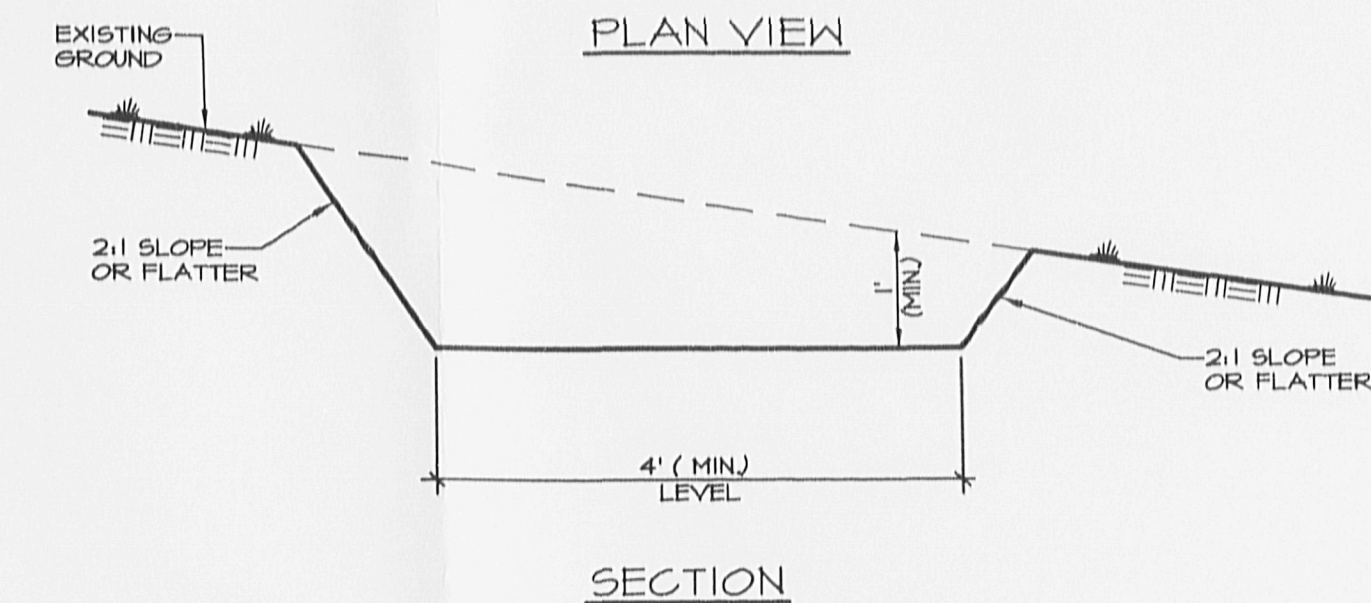 PLAN VIEW
EXISTING
GROUND
2:1 SLOPE
OR FLATTER
1'
(MIN.)
2:1 SLOPE
OR FLATTER
4' (MIN.)
LEVEL
SECTION